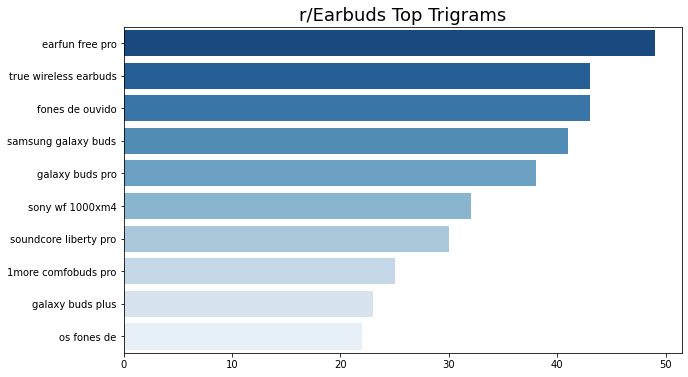 r/Earbuds Top Trigrams
earfun free pro
true wireless earbuds
fones de ouvido
samsung galaxy buds
galaxy buds pro
sony wf 1000xm4
soundcore liberty pro
1more comfobuds pro
galaxy buds plus
os fones de
0 10 20 30 40 50